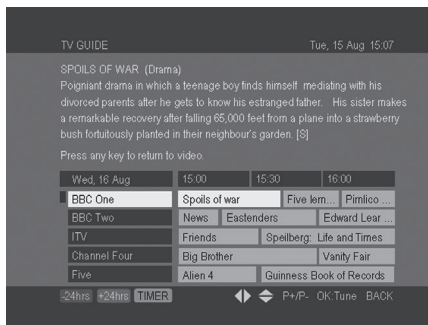 TV GUIDE Tue, 15 Aug 15:07
SPOILS OF WAR (Drama)
Poigniant drama in which a teenage boy finds himself mediating with his
divorced parents after he gets to know his estranged father. His sister makes
a remarkable recovery after falling 65,000 feet from a plane into a strawberry
bush fortuitously planted in their neighbour's garden. [S]
Press any key to return to video.
Wed, 16 Aug 15:00 15:30 16:00
BBC One Spoils of war Five lem... Pimlico ...
BBC Two News Eastenders Edward Lear ...
ITV Friends Speilberg: Life and Times
Channel Four Big Brother Vanity Fair
Five Alien 4 Guinness Book of Records
-24hrs +24hrs TIMER P+/P- OK:Tune BACK